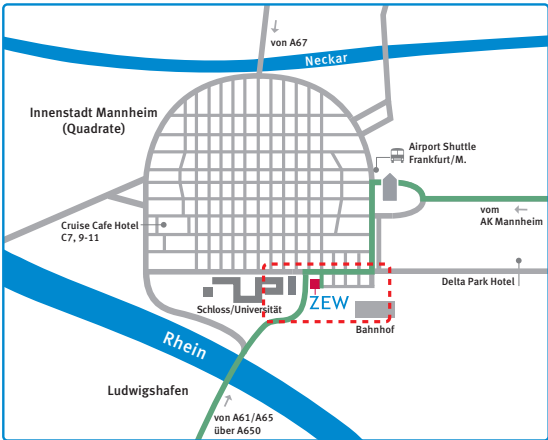 von A67
Neckar
Innenstadt Mannheim
(Quadrate)
Airport Shuttle
Frankfurt/M.
vom
AK Mannheim
Cruise Cafe Hotel
C7, 9-11
Delta Park Hotel
ZEW
Schloss/Universität
Bahnhof
Rhein
Ludwigshafen
von A61/A65
über A650